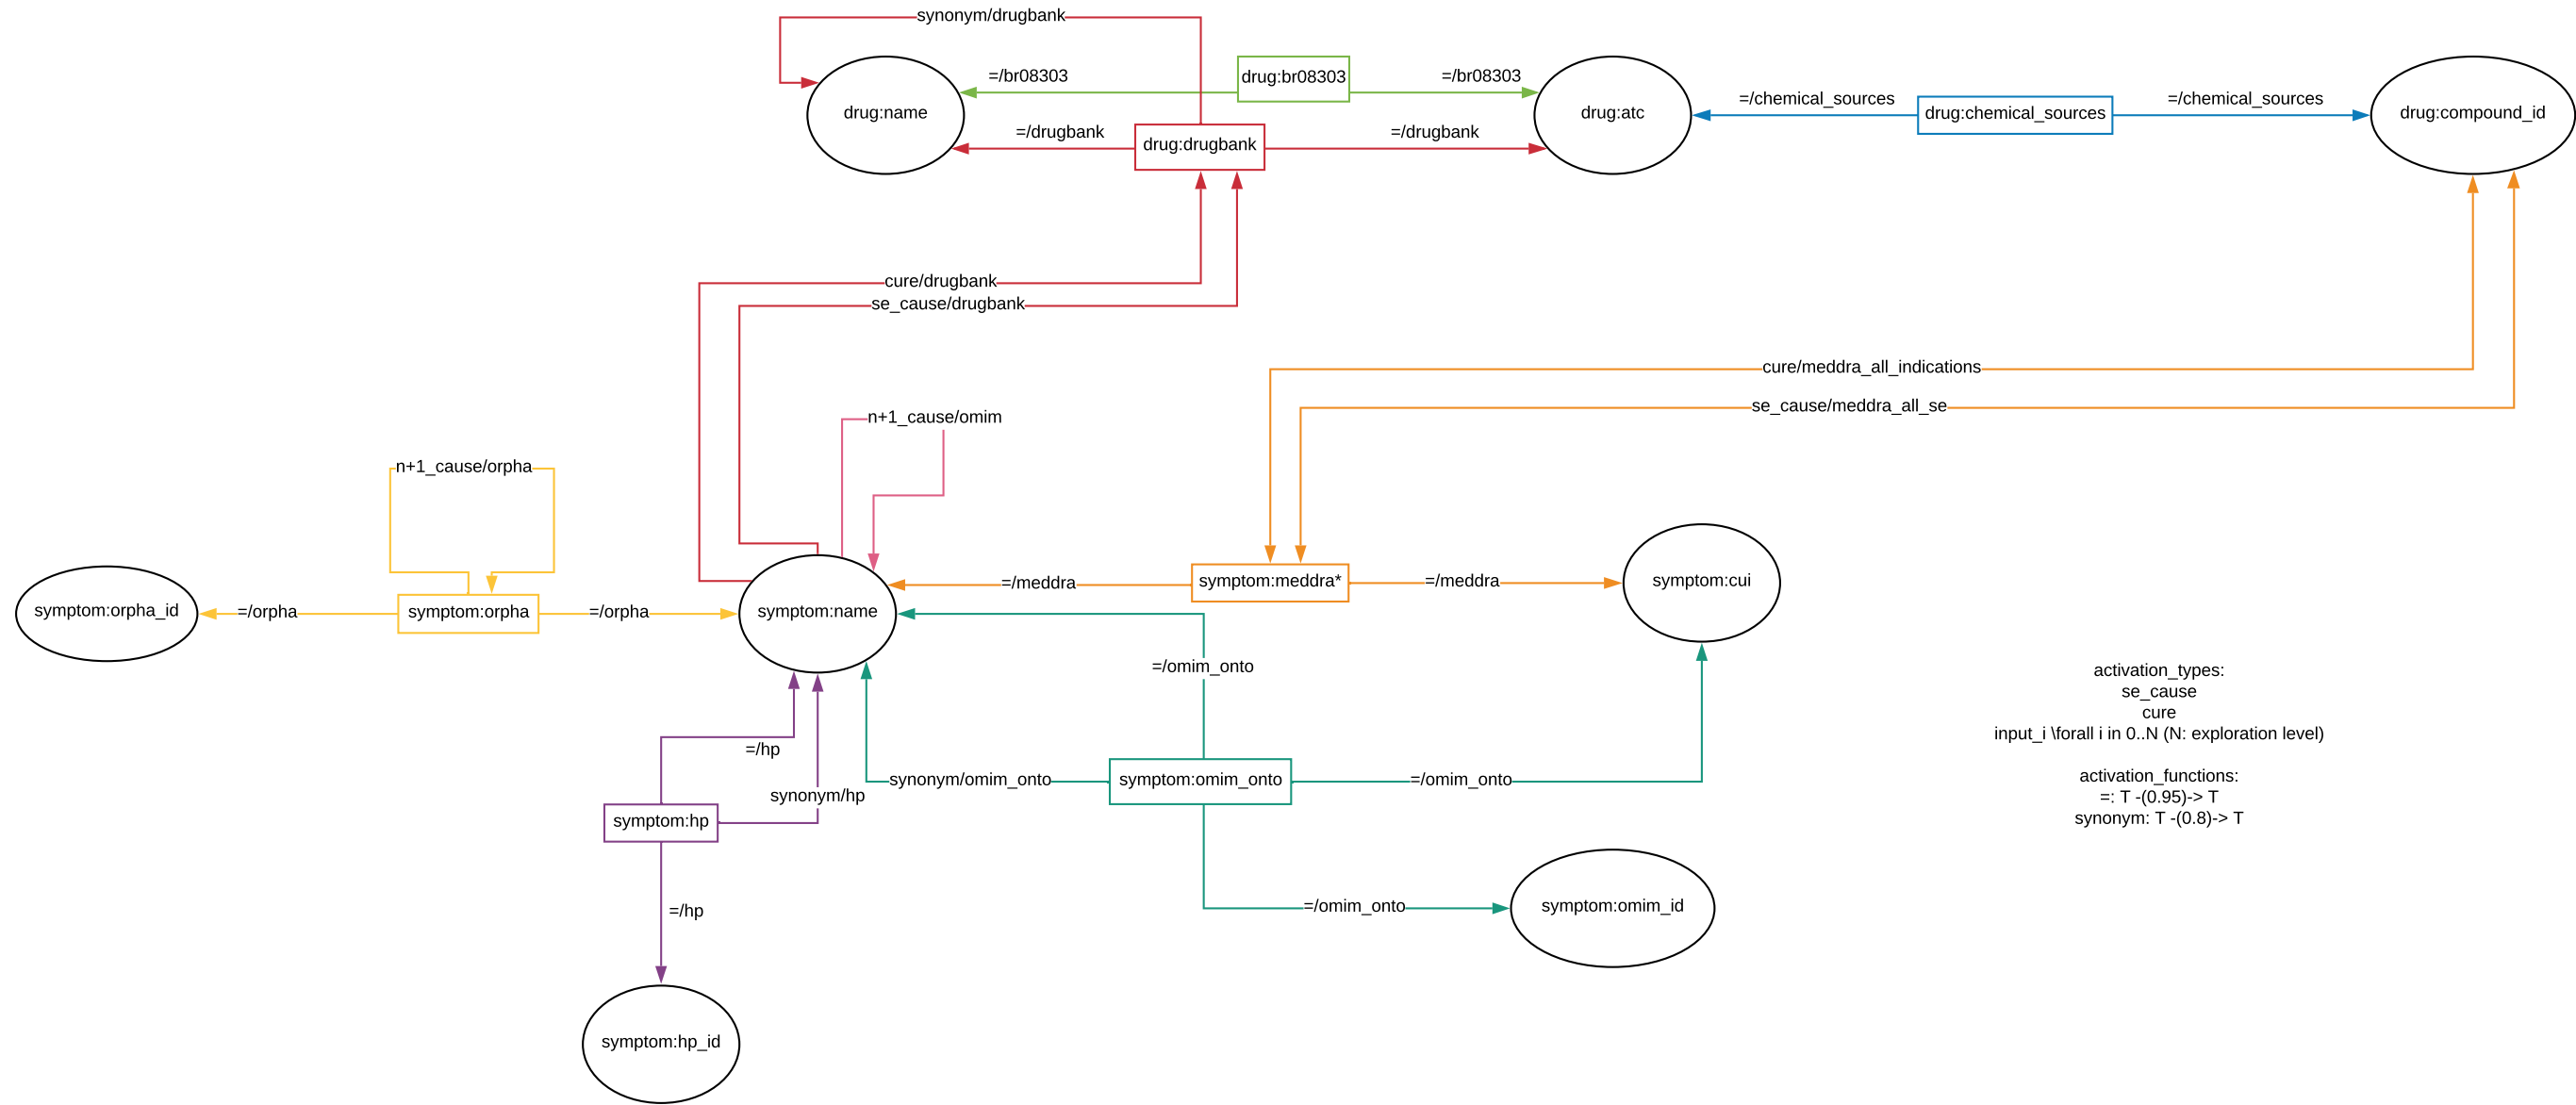 synonym/drugbank
=/br08303
drug:br08303
=/br08303
drug:name
drug:atc
=/chemical_sources
drug:chemical_sources
=/chemical_sources
drug:compound_id
=/drugbank
drug:drugbank
=/drugbank
cure/drugbank
se_cause/drugbank
cure/meddra_all_indications
se_cause/meddra_all_se
n+1_cause/omim
n+1_cause/orpha
symptom:orpha_id
=/orpha
symptom:orpha
=/orpha
symptom:name
=/meddra
symptom:meddra*
=/meddra
symptom:cui
=/omim_onto
=/hp
synonym/hp
synonym/omim_onto
symptom:omim_onto
=/omim_onto
symptom:hp
=/omim_onto
symptom:omim_id
=/hp
symptom:hp_id
activation_types:
se_cause
cure
input_i \forall i in 0..N (N: exploration level)
activation_functions:
=: T -(0.95)-> T
synonym: T -(0.8)-> T